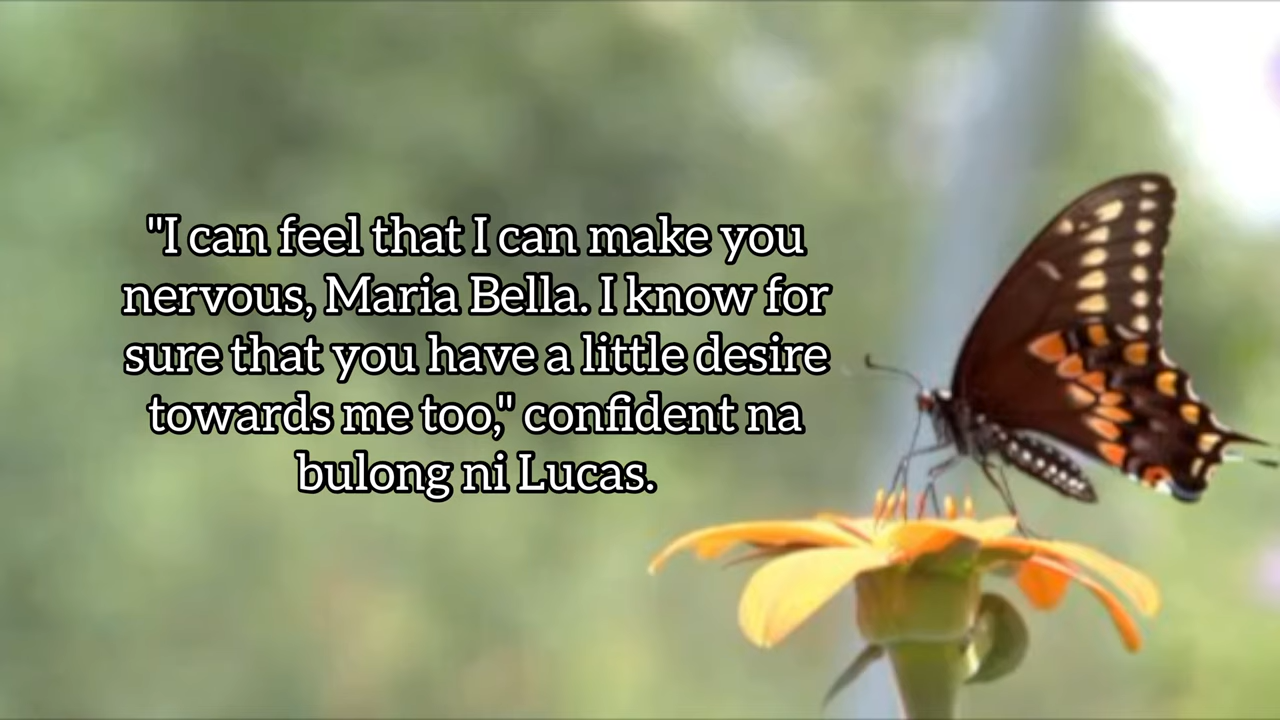 "I can feel that I can make you
nervous, Maria Bella. I know for
sure that you have a little desire
towards me too," confident na
bulong ni Lucas.